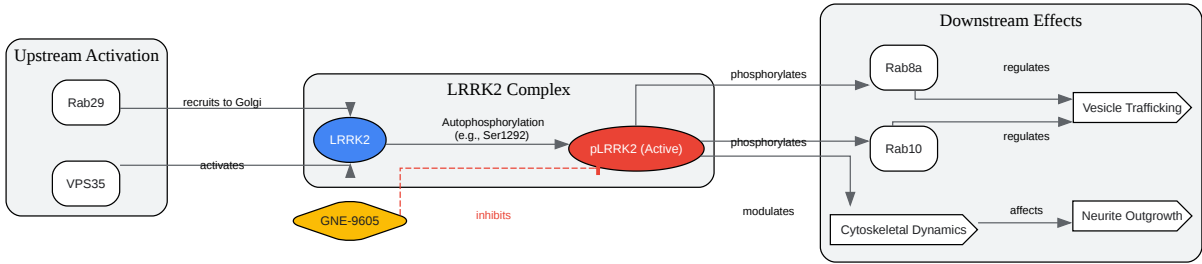 Upstream Activation
Rab29
VPS35
recruits to Golgi
activates
LRRK2 Complex
LRRK2
Autophosphorylation
(e.g., Ser1292)
pLRRK2 (Active)
GNE-9605
inhibits
phosphorylates
phosphorylates
modulates
Downstream Effects
Rab8a
regulates
Vesicle Trafficking
Rab10
regulates
Cytoskeletal Dynamics
affects
Neurite Outgrowth